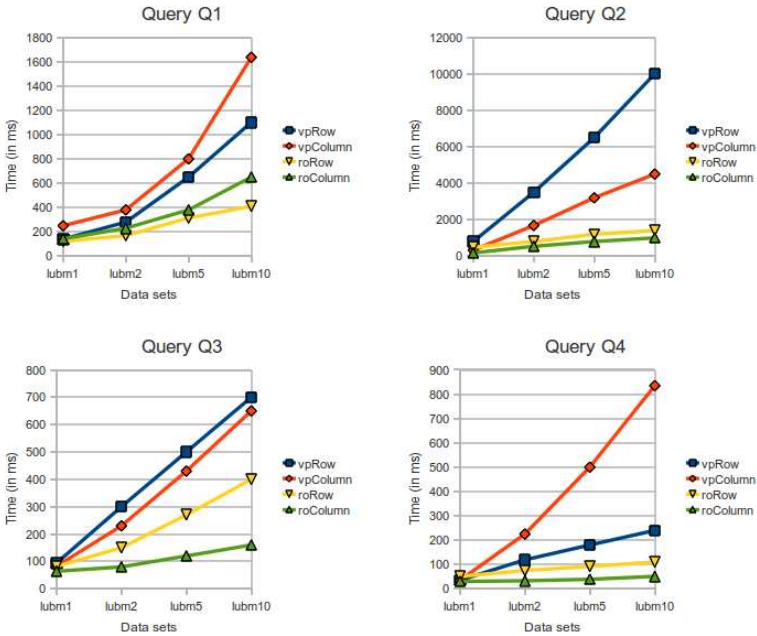 Query Q1
1800
1600
1400
1200
1000
800
600
400
200
0
Time (in ms)
lubm1 lubm2 lubm5 lubm10
Data sets
vpRow
vpColumn
roRow
roColumn
Query Q2
12000
10000
8000
6000
4000
2000
0
Time (in ms)
lubm1 lubm2 lubm5 lubm10
Data sets
vpRow
vpColumn
roRow
roColumn
Query Q3
800
700
600
500
400
300
200
100
0
Time (in ms)
lubm1 lubm2 lubm5 lubm10
Data sets
vpRow
vpColumn
roRow
roColumn
Query Q4
900
800
700
600
500
400
300
200
100
0
Time (in ms)
lubm1 lubm2 lubm5 lubm10
Data sets
vpRow
vpColumn
roRow
roColumn